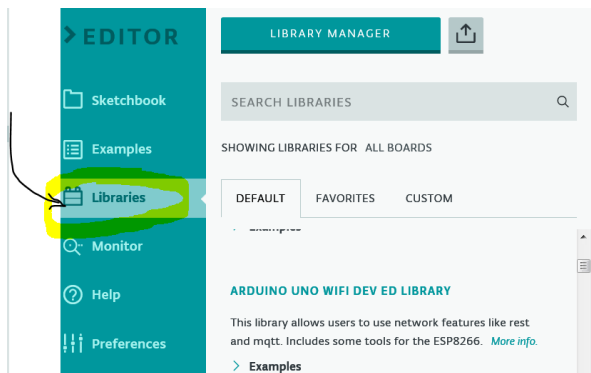 EDITOR
LIBRARY MANAGER
Sketchbook
SEARCH LIBRARIES
Examples
SHOWING LIBRARIES FOR ALL BOARDS
Libraries
DEFAULT FAVORITES CUSTOM
Examples
Monitor
Help
ARDUINO UNO WIFI DEV ED LIBRARY
This library allows users to use network features like rest
and mqtt. Includes some tools for the ESP8266. More info.
Preferences
Examples